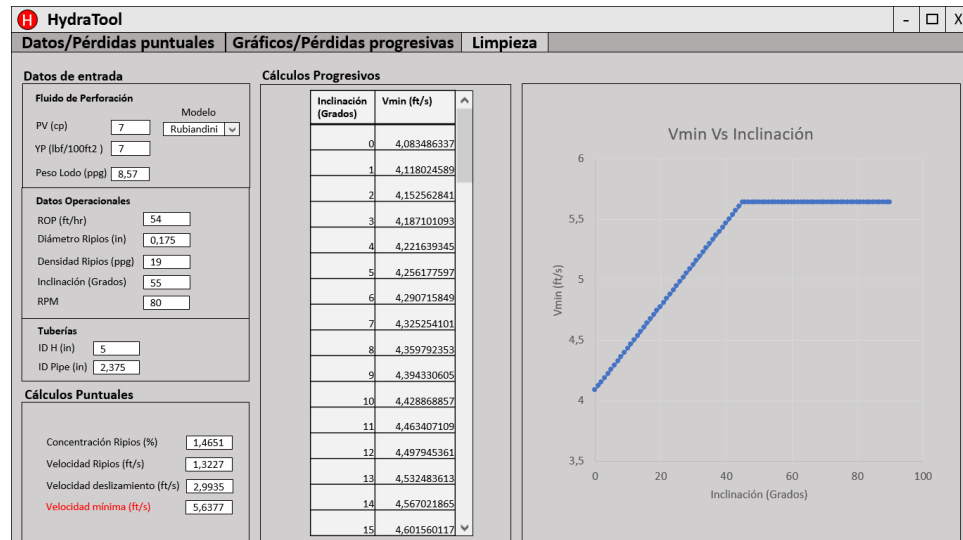 H HydraTool - X
Datos/Pérdidas puntuales Gráficos/Pérdidas progresivas Limpieza
Datos de entrada
Fluido de Perforación
Modelo
PV (cp) 7 Rubiandini
YP (lbf/100ft2 ) 7
Peso Lodo (ppg) 8,57
Datos Operacionales
ROP (ft/hr) 54
Diámetro Ripios (in) 0,175
Densidad Ripios (ppg) 19
Inclinación (Grados) 55
RPM 80
Tuberías
ID H (in) 5
ID Pipe (in) 2,375
Cálculos Puntuales
Concentración Ripios (%) 1,4651
Velocidad Ripios (ft/s) 1,3227
Velocidad deslizamiento (ft/s) 2,9935
Velocidad mínima (ft/s) 5,6377
Cálculos Progresivos
Inclinación (Grados) Vmin (ft/s)
0 4,083486337
1 4,118024589
2 4,152562841
3 4,187101093
4 4,221639345
5 4,256177597
6 4,290715849
7 4,325254101
8 4,359792353
9 4,394330605
10 4,428868857
11 4,463407109
12 4,497945361
13 4,532483613
14 4,567021865
15 4,601560117
Vmin Vs Inclinación
6
5,5
5
4,5
4
3,5
Vmin (ft/s)
0 20 40 60 80 100
Inclinación (Grados)